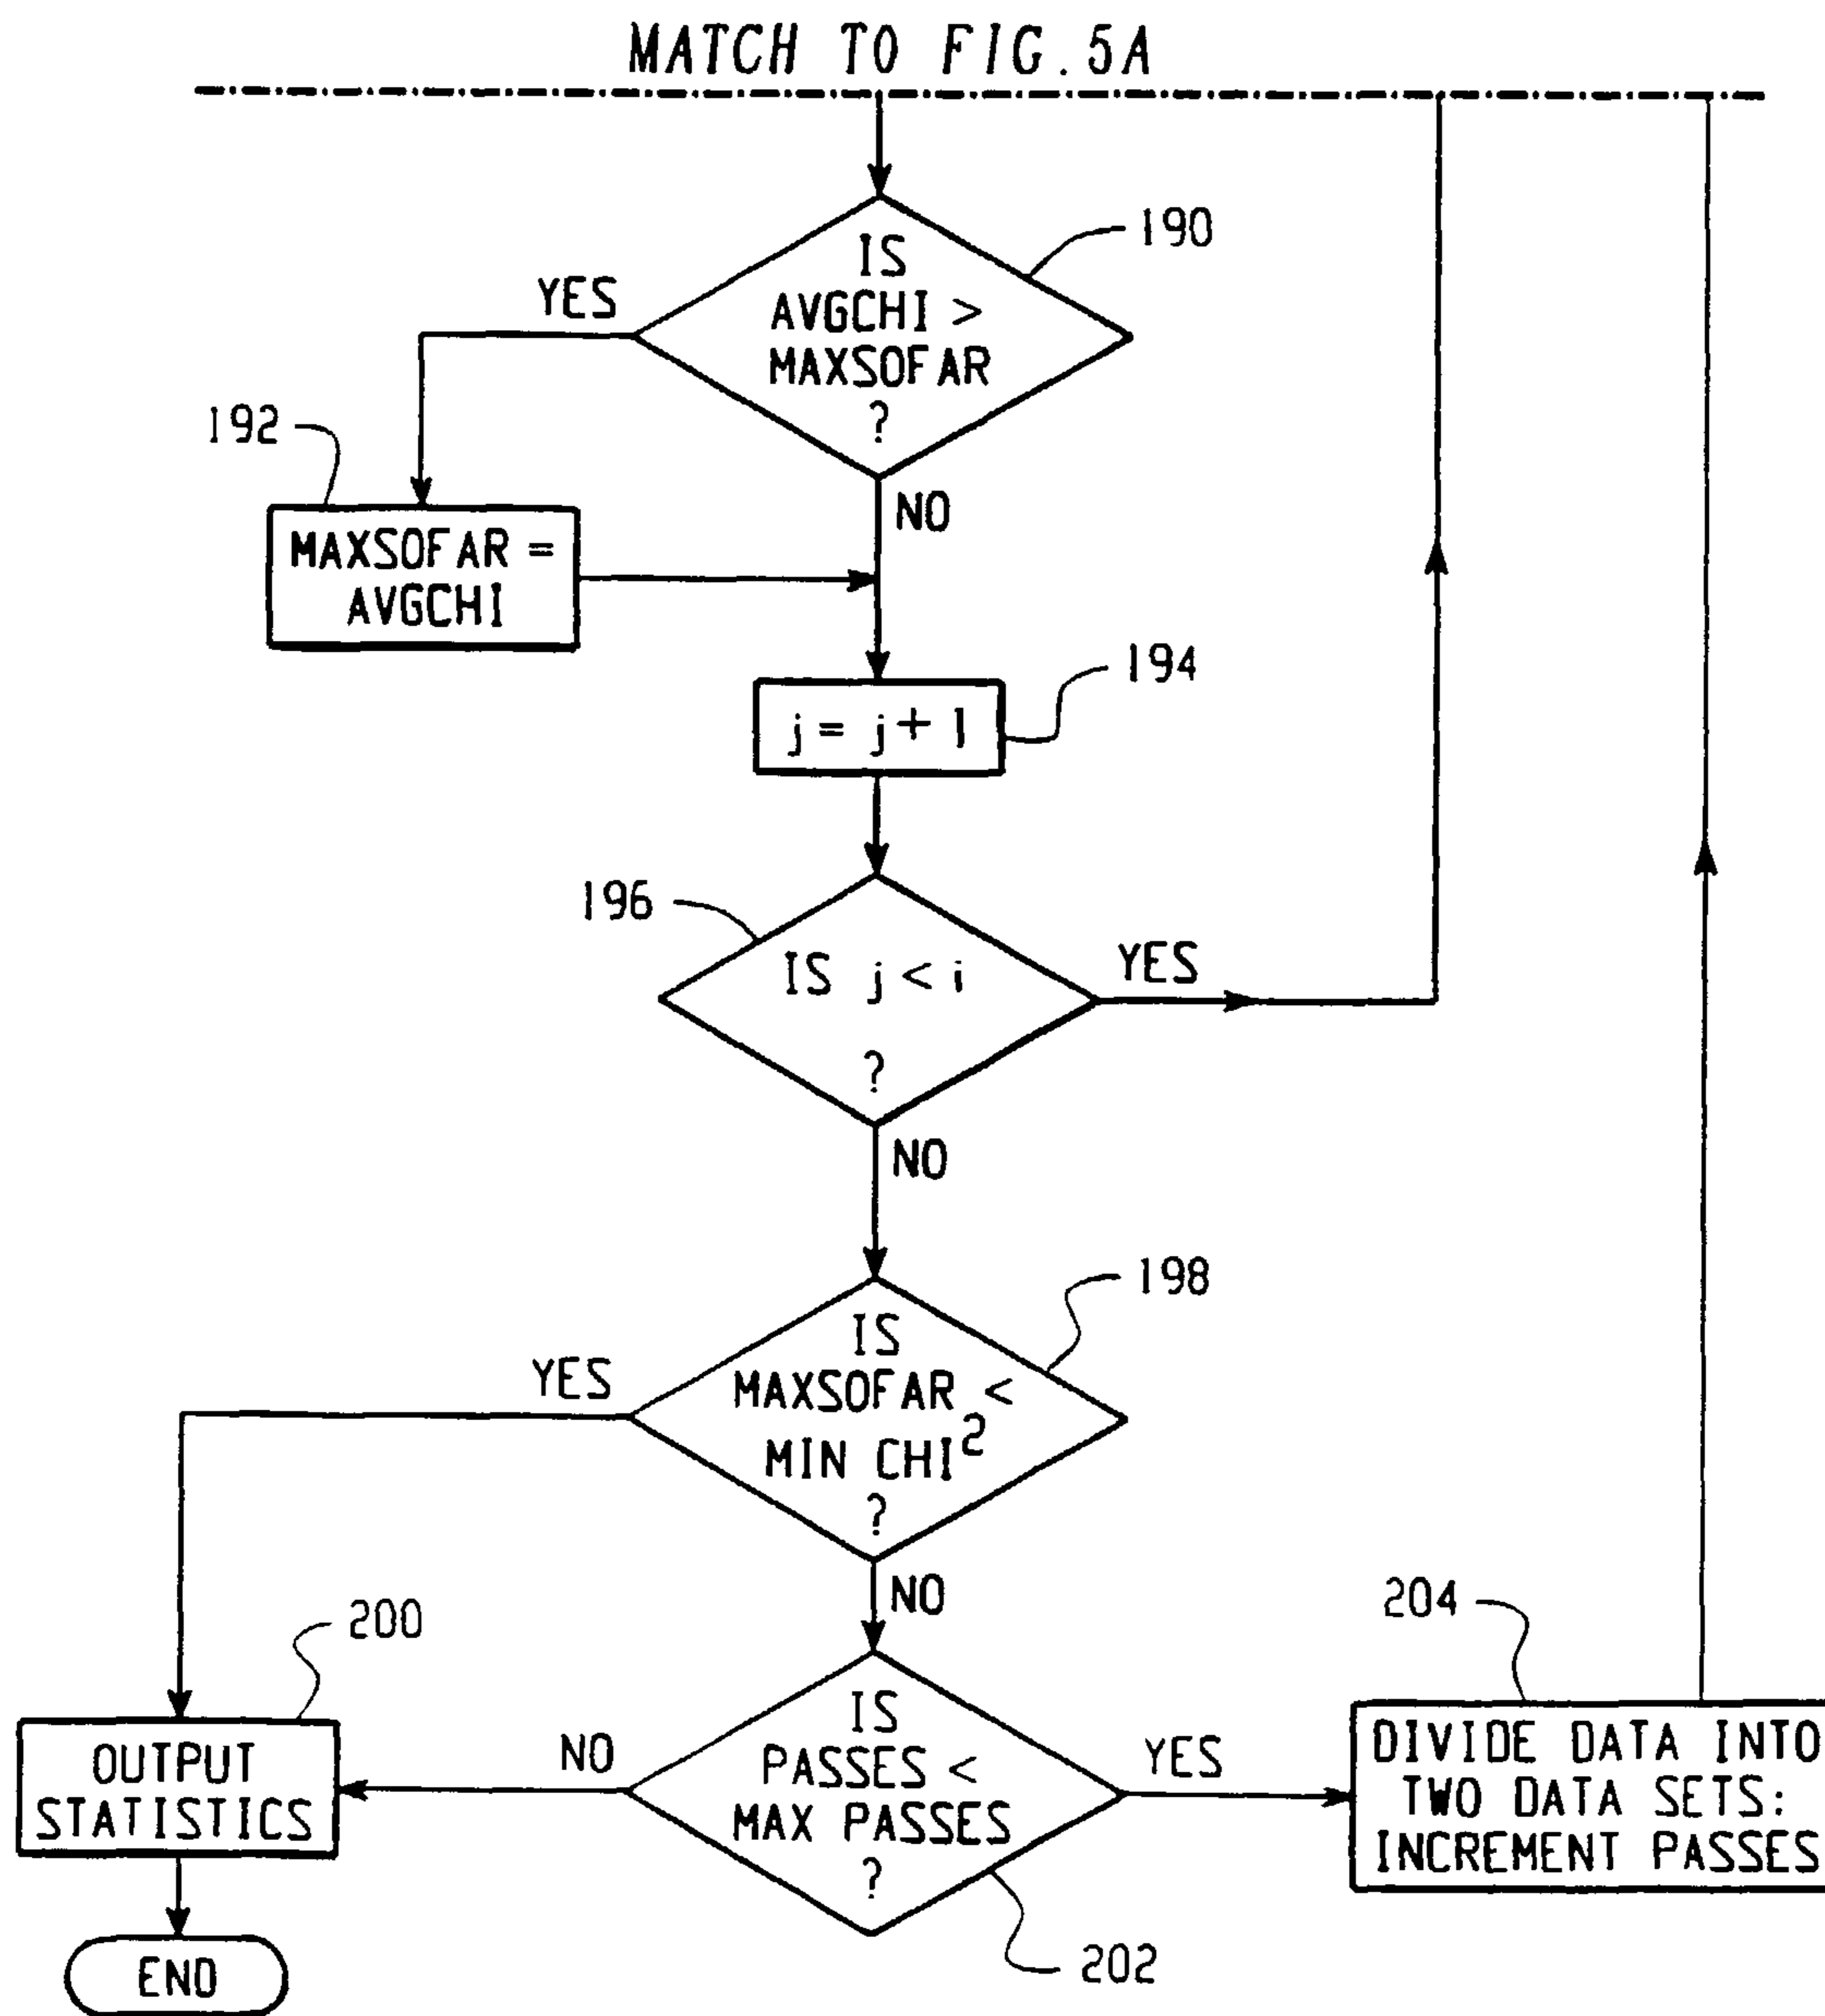 MATCH TO FIG. 5A
190
IS
AVGCHI >
MAXSOFAR
?
YES
NO
192
MAXSOFAR =
AVGCHI
194
j = j + 1
196
IS j < i
?
YES
NO
198
IS
MAXSOFAR <
MIN CHI²
?
YES
NO
200
OUTPUT
STATISTICS
IS
PASSES <
MAX PASSES
?
NO
YES
202
204
DIVIDE DATA INTO
TWO DATA SETS:
INCREMENT PASSES
END